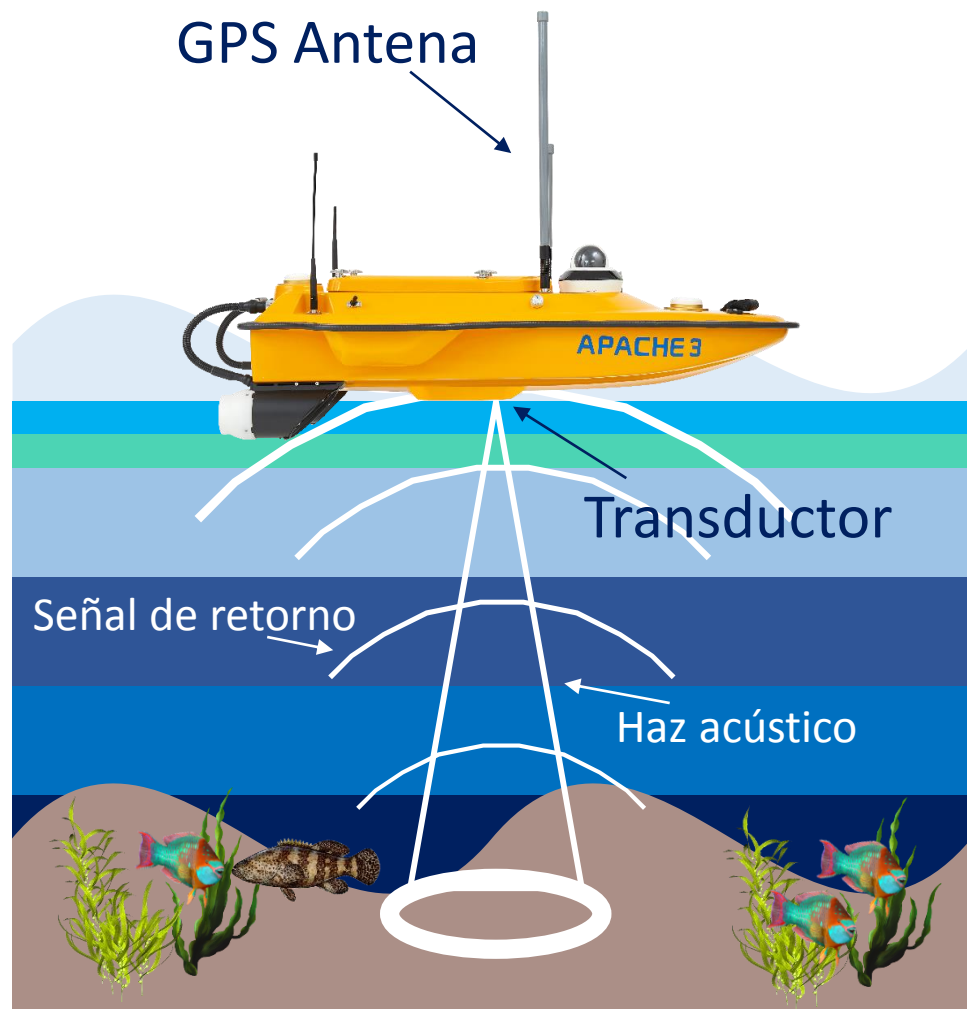 GPS Antena
APACHE 3
Transductor
Señal de retorno
Haz acústico